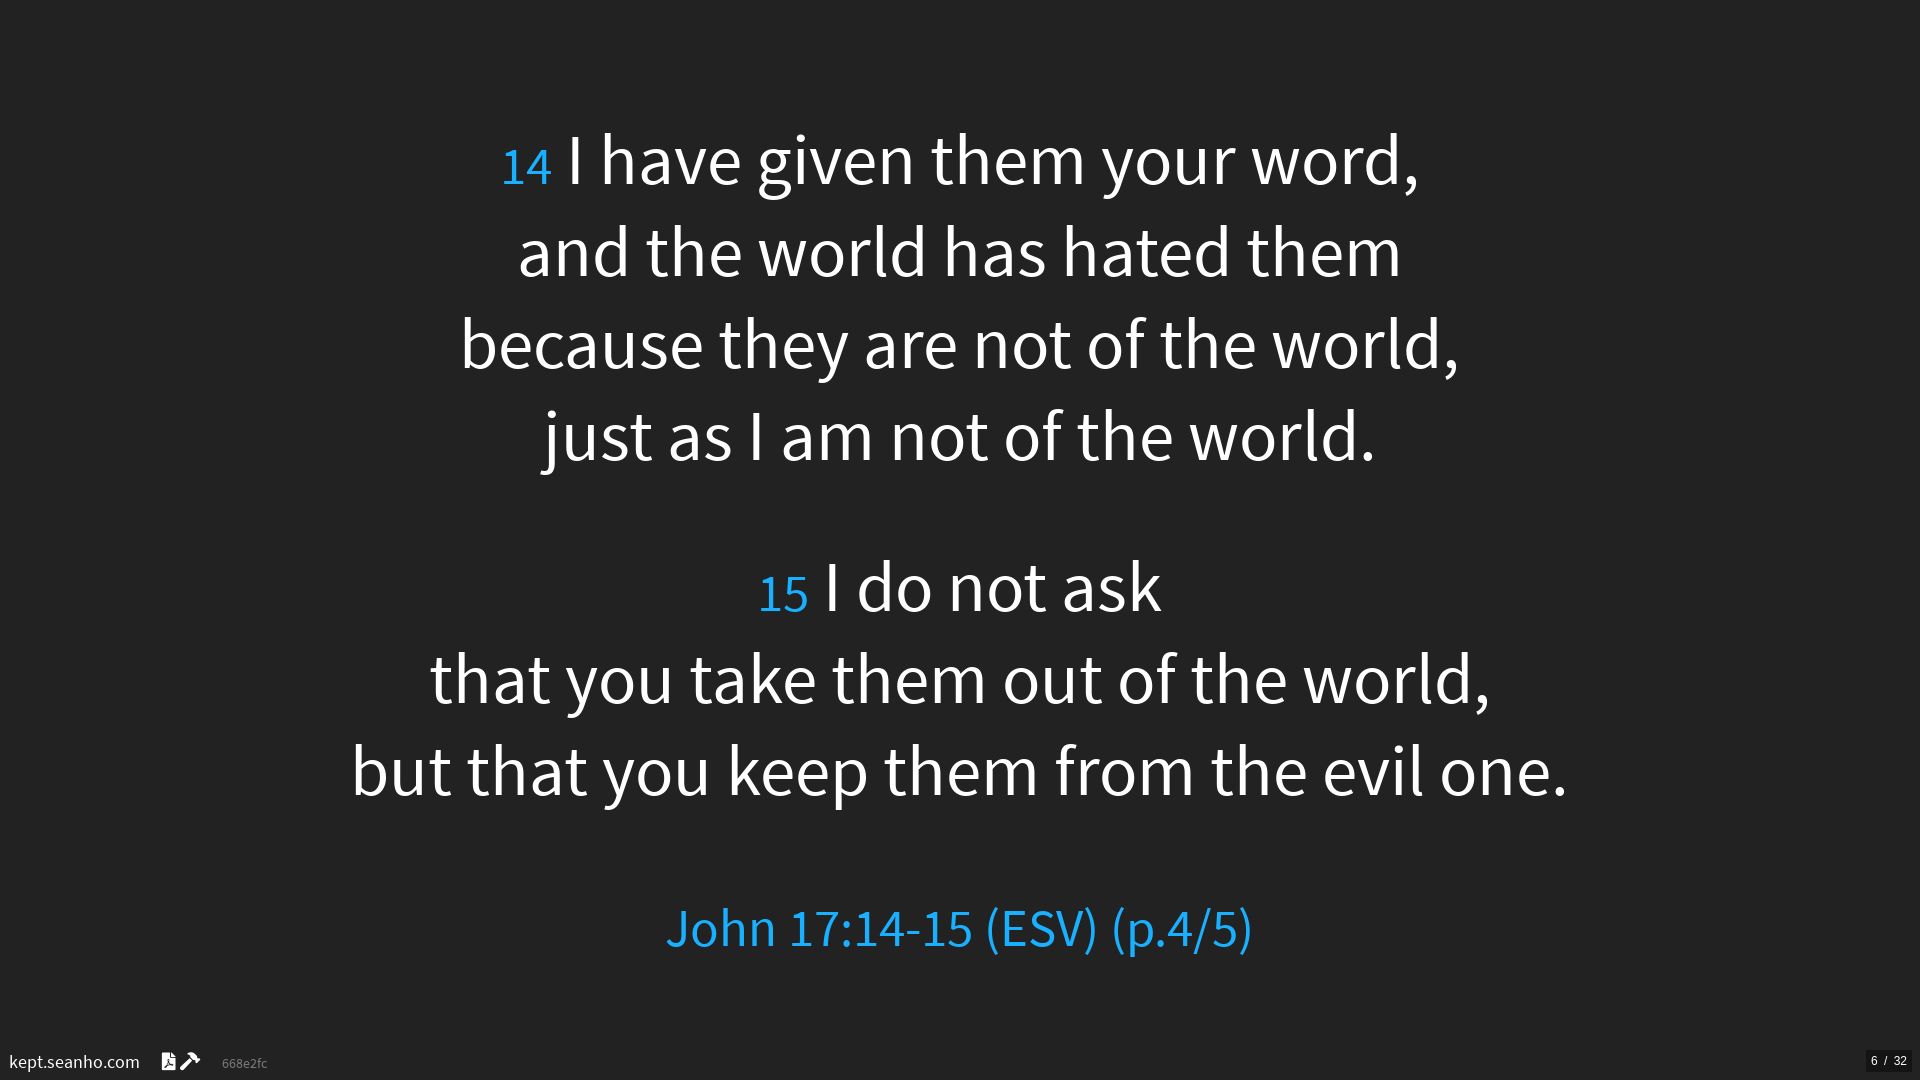 14 I have given them your word,
and the world has hated them
because they are not of the world,
just as I am not of the world.
15 I do not ask
that you take them out of the world,
but that you keep them from the evil one.
John 17:14-15 (ESV) (p.4/5)
kept.seanho.com 668e2fc
6 / 32